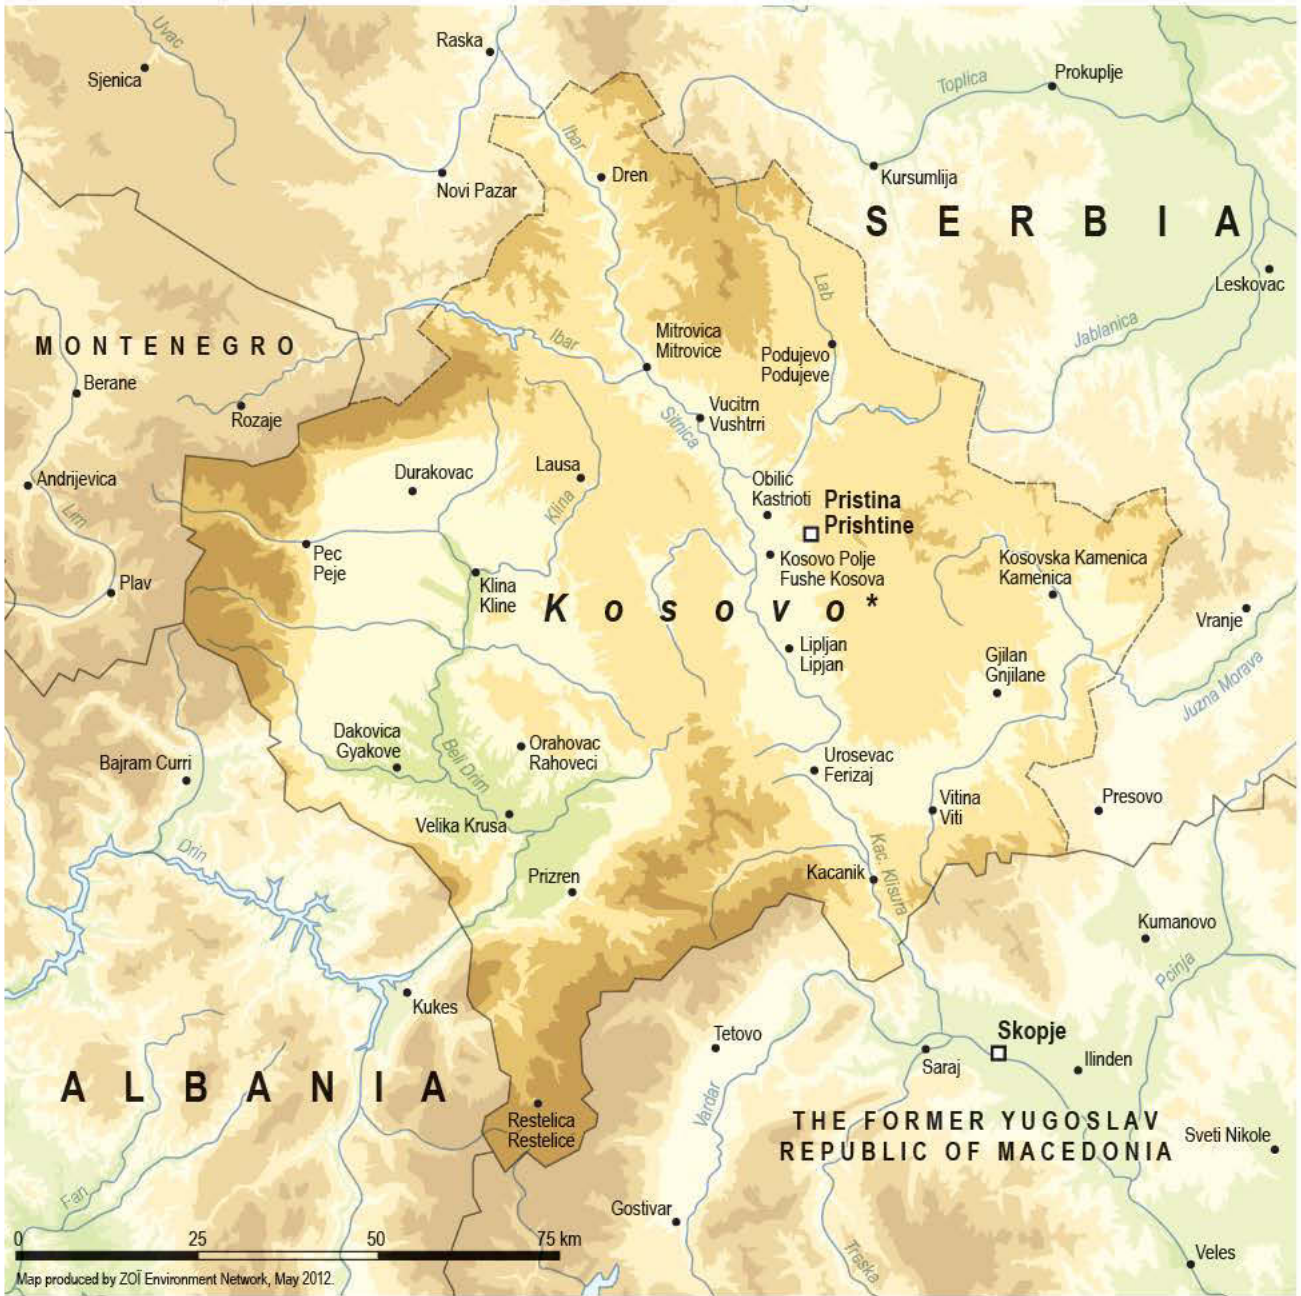 Uvac
Raska
Sjenica
Toplica
Prokuplje
Ibar
Dren
Novi Pazar
Kursumlija
SERBIA
Lab
Leskovac
Jablanica
MONTENEGRO
Ibar
Mitrovica
Mitrovice
Podujevo
Podujeve
Berane
Rozaje
Vucitrn
Vushtrri
Sitnica
Andrijevica
Durakovac
Lausa
Klina
Obilic
Kastrioti
Pristina
Prishtine
Lim
Pec
Peje
Kosovo Polje
Fushe Kosova
Kosovska Kamenica
Kamenica
Plav
Klina
Kline
Kosovo*
Vranje
Lipljan
Lipjan
Gjilan
Gnjilane
Juzna Morava
Dakovica
Gyakove
Beli Drim
Orahovac
Rahoveci
Bajram Curri
Urosevac
Ferizaj
Vitina
Viti
Presovo
Velika Krusa
Drin
Kac. Klisura
Prizren
Kacanik
Kumanovo
Pcinja
Kukes
Tetovo
Skopje
Saraj
Ilinden
ALBANIA
Vardar
Restelica
Restelice
THE FORMER YUGOSLAV
REPUBLIC OF MACEDONIA
Sveti Nikole
Fan
Gostivar
Treska
Veles
0 25 50 75 km
Map produced by ZOÏ Environment Network, May 2012.